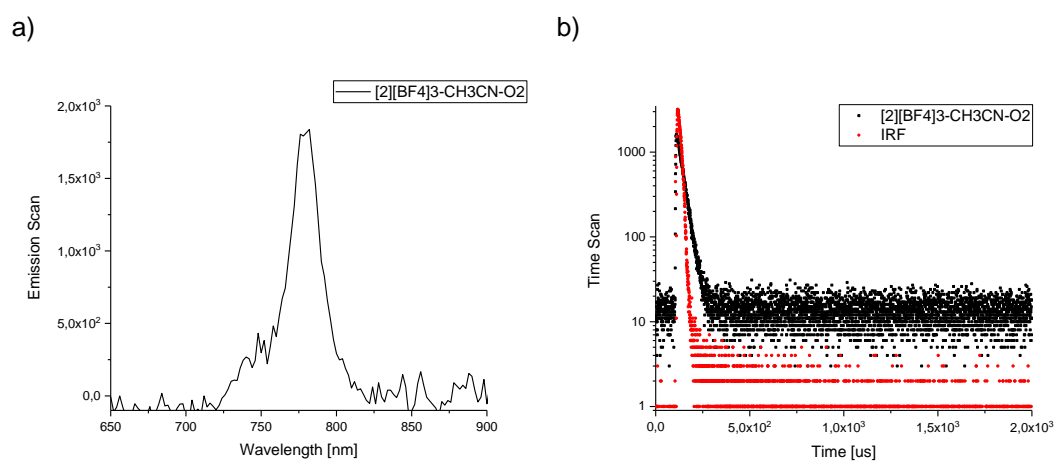 a)
[2][BF4]3-CH3CN-O2
2,0x10³
1,5x10³
1,0x10³
5,0x10²
0,0
Emission Scan
650 700 750 800 850 900
Wavelength [nm]
b)
[2][BF4]3-CH3CN-O2
IRF
1000
100
10
1
Time Scan
0,0 5,0x10² 1,0x10³ 1,5x10³ 2,0x10³
Time [us]